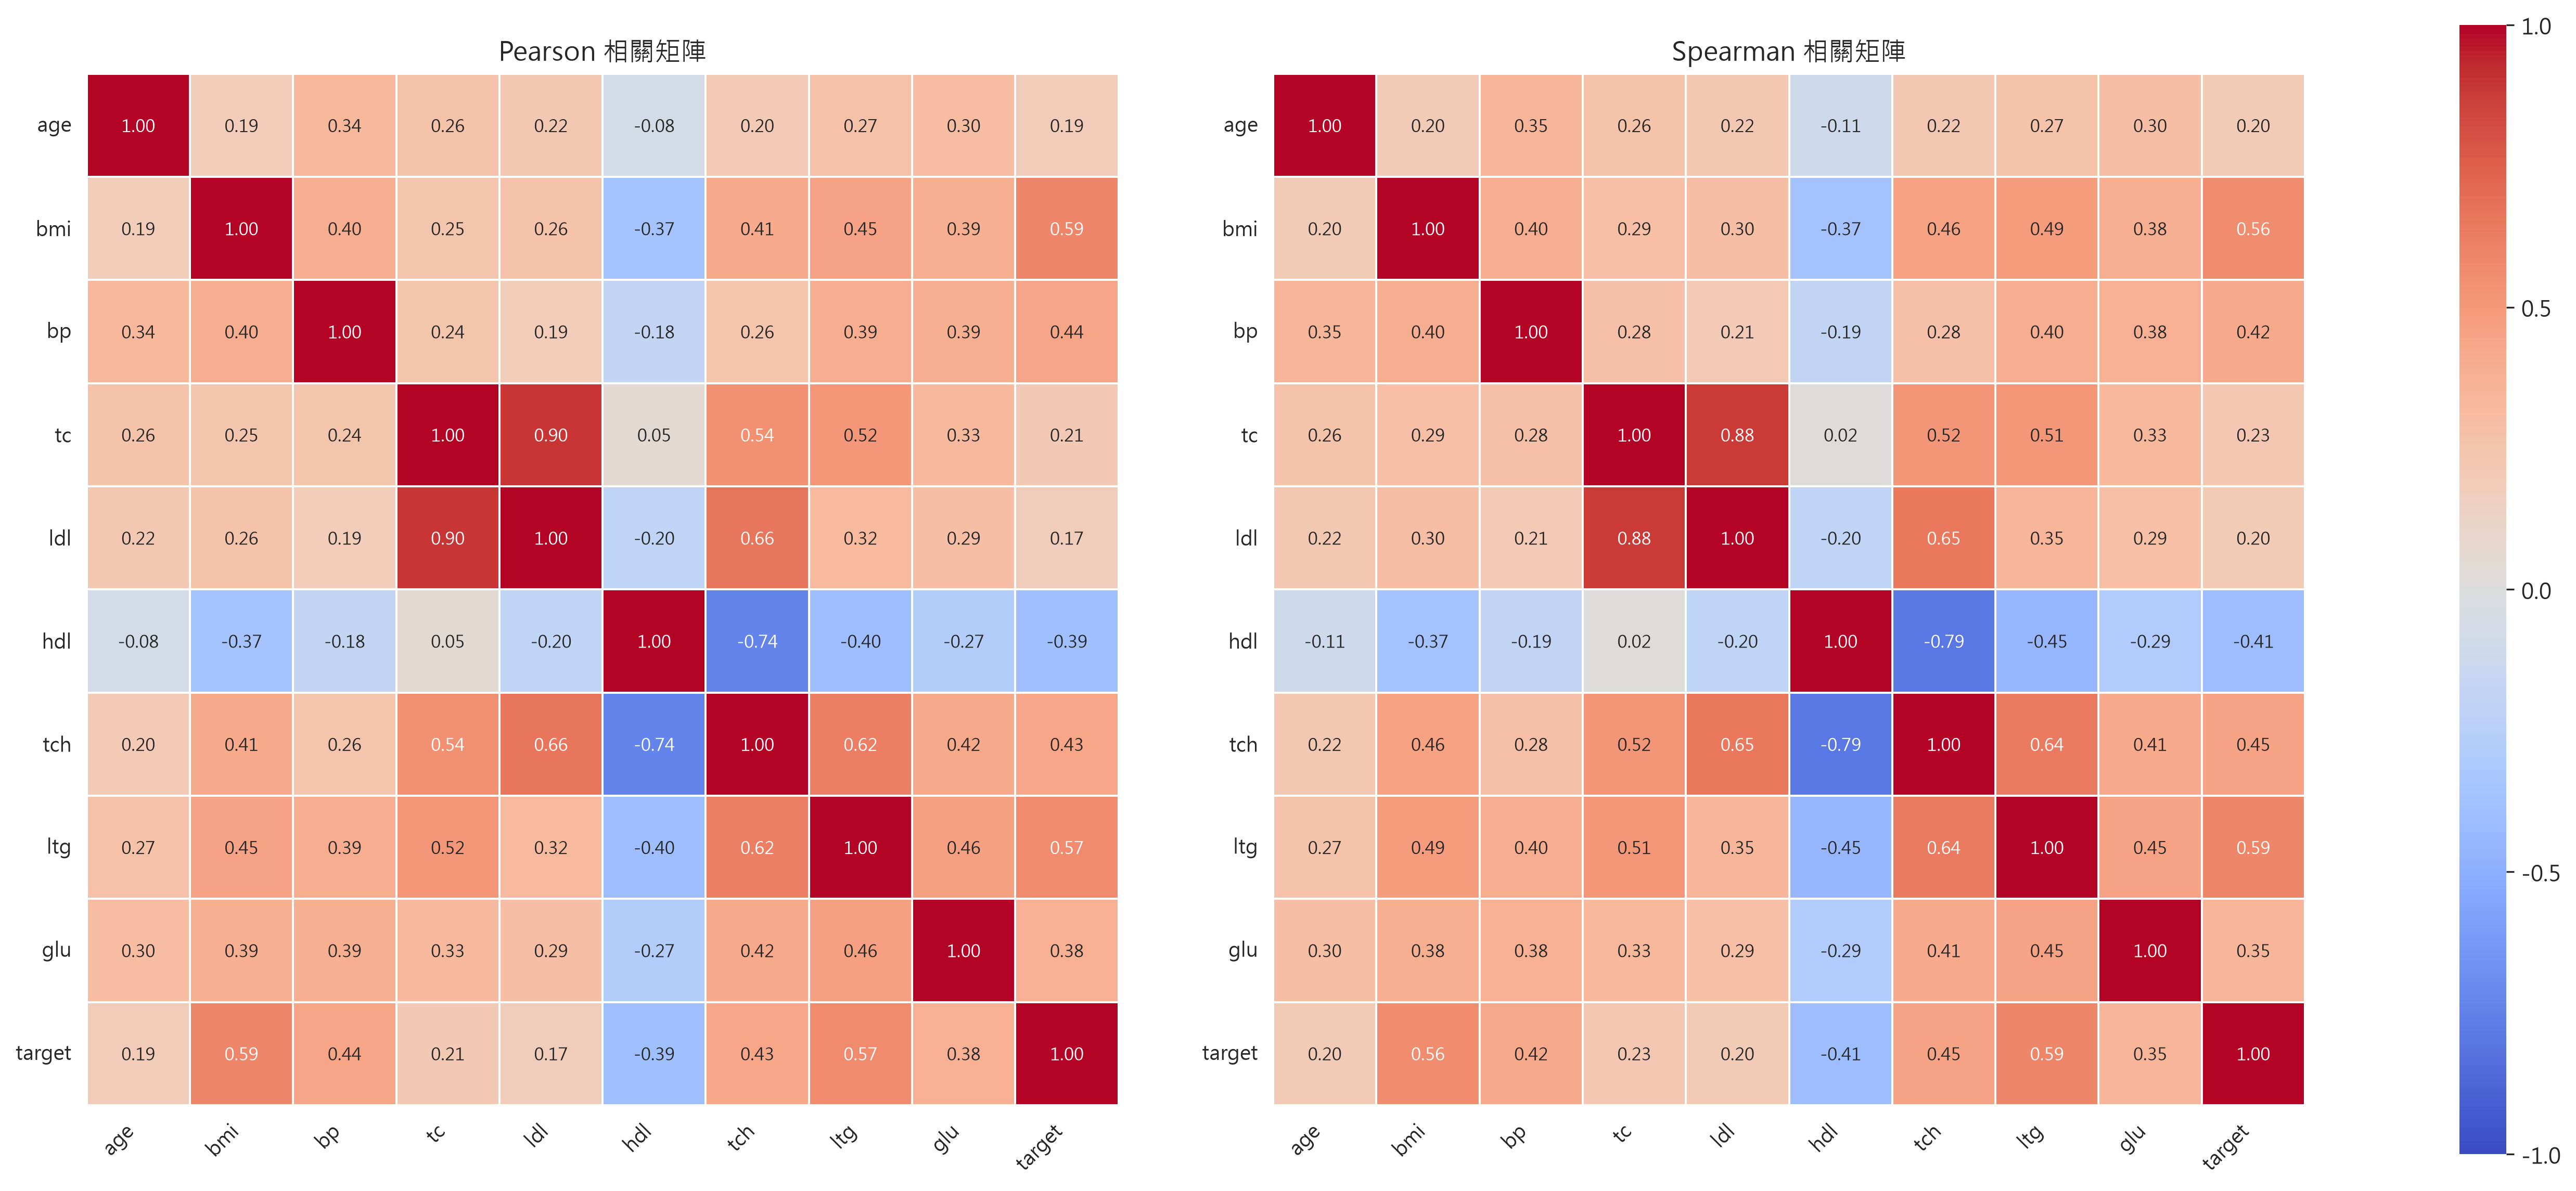 Pearson 相關矩陣
age 1.00 0.19 0.34 0.26 0.22 -0.08 0.20 0.27 0.30 0.19
bmi 0.19 1.00 0.40 0.25 0.26 -0.37 0.41 0.45 0.39 0.59
bp 0.34 0.40 1.00 0.24 0.19 -0.18 0.26 0.39 0.39 0.44
tc 0.26 0.25 0.24 1.00 0.90 0.05 0.54 0.52 0.33 0.21
ldl 0.22 0.26 0.19 0.90 1.00 -0.20 0.66 0.32 0.29 0.17
hdl -0.08 -0.37 -0.18 0.05 -0.20 1.00 -0.74 -0.40 -0.27 -0.39
tch 0.20 0.41 0.26 0.54 0.66 -0.74 1.00 0.62 0.42 0.43
ltg 0.27 0.45 0.39 0.52 0.32 -0.40 0.62 1.00 0.46 0.57
glu 0.30 0.39 0.39 0.33 0.29 -0.27 0.42 0.46 1.00 0.38
target 0.19 0.59 0.44 0.21 0.17 -0.39 0.43 0.57 0.38 1.00
age bmi bp tc ldl hdl tch ltg glu target
Spearman 相關矩陣
age 1.00 0.20 0.35 0.26 0.22 -0.11 0.22 0.27 0.30 0.20
bmi 0.20 1.00 0.40 0.29 0.30 -0.37 0.46 0.49 0.38 0.56
bp 0.35 0.40 1.00 0.28 0.21 -0.19 0.28 0.40 0.38 0.42
tc 0.26 0.29 0.28 1.00 0.88 0.02 0.52 0.51 0.33 0.23
ldl 0.22 0.30 0.21 0.88 1.00 -0.20 0.65 0.35 0.29 0.20
hdl -0.11 -0.37 -0.19 0.02 -0.20 1.00 -0.79 -0.45 -0.29 -0.41
tch 0.22 0.46 0.28 0.52 0.65 -0.79 1.00 0.64 0.41 0.45
ltg 0.27 0.49 0.40 0.51 0.35 -0.45 0.64 1.00 0.45 0.59
glu 0.30 0.38 0.38 0.33 0.29 -0.29 0.41 0.45 1.00 0.35
target 0.20 0.56 0.42 0.23 0.20 -0.41 0.45 0.59 0.35 1.00
age bmi bp tc ldl hdl tch ltg glu target
1.0
0.5
0.0
-0.5
-1.0